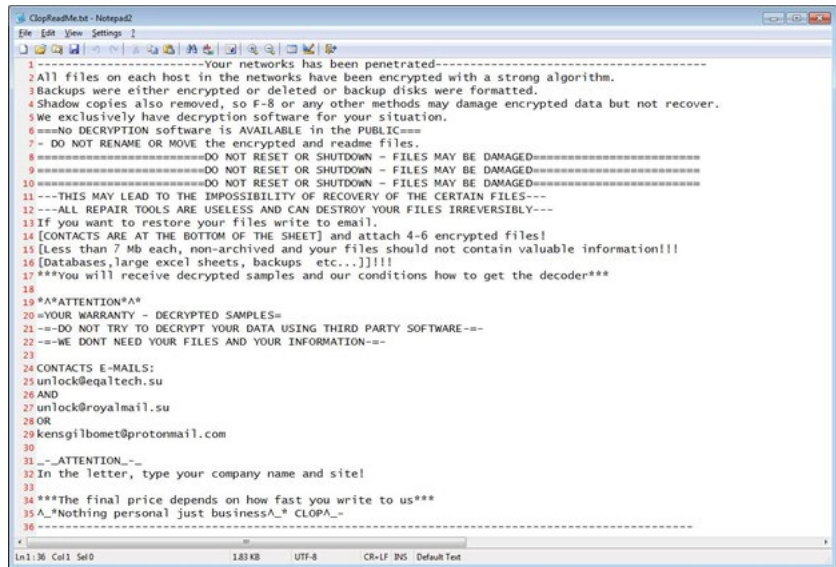 ClopReadMe.txt - Notepad2
File Edit View Settings ?
1 ------------------------Your networks has been penetrated---------------------------------------
2 All files on each host in the networks have been encrypted with a strong algorithm.
3 Backups were either encrypted or deleted or backup disks were formatted.
4 Shadow copies also removed, so F-8 or any other methods may damage encrypted data but not recover.
5 We exclusively have decryption software for your situation.
6 ===No DECRYPTION software is AVAILABLE in the PUBLIC===
7 - DO NOT RENAME OR MOVE the encrypted and readme files.
8 ========================DO NOT RESET OR SHUTDOWN - FILES MAY BE DAMAGED========================
9 ========================DO NOT RESET OR SHUTDOWN - FILES MAY BE DAMAGED========================
10 ========================DO NOT RESET OR SHUTDOWN - FILES MAY BE DAMAGED========================
11 ---THIS MAY LEAD TO THE IMPOSSIBILITY OF RECOVERY OF THE CERTAIN FILES---
12 ---ALL REPAIR TOOLS ARE USELESS AND CAN DESTROY YOUR FILES IRREVERSIBLY---
13 If you want to restore your files write to email.
14 [CONTACTS ARE AT THE BOTTOM OF THE SHEET] and attach 4-6 encrypted files!
15 [Less than 7 Mb each, non-archived and your files should not contain valuable information!!!
16 [Databases,large excel sheets, backups  etc...]]!!!
17 ***You will receive decrypted samples and our conditions how to get the decoder***
18
19 *^*ATTENTION*^*
20 =YOUR WARRANTY - DECRYPTED SAMPLES=
21 -=-DO NOT TRY TO DECRYPT YOUR DATA USING THIRD PARTY SOFTWARE-=-
22 -=-WE DONT NEED YOUR FILES AND YOUR INFORMATION-=-
23
24 CONTACTS E-MAILS:
25 unlock@eqaltech.su
26 AND
27 unlock@royalmail.su
28 OR
29 kensgilbomet@protonmail.com
30
31 _-_ATTENTION_-_
32 In the letter, type your company name and site!
33
34 ***The final price depends on how fast you write to us***
35 ^_*Nothing personal just business^_* CLOP^_-
36 ----------------------------------------------------------------------------------------------
Ln 1 : 36 Col 1 Sel 0 1.83 KB UTF-8 CR+LF INS Default Text